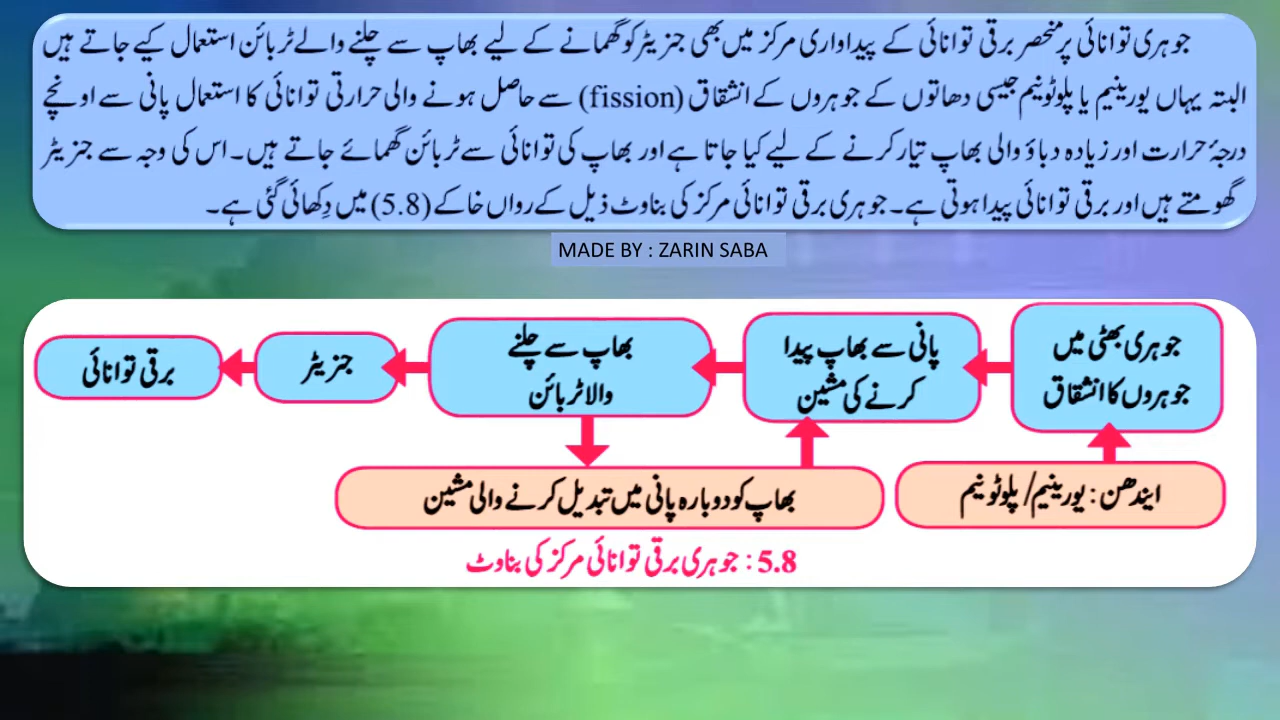 جوہری توانائی پر منحصر برقی توانائی کے پیداواری مرکز میں بھی جنریٹر کو گھمانے کے لیے بھاپ سے چلنے والے ٹربائن استعمال کیے جاتے ہیں
البتہ یہاں یورینیم یا پلوٹونیم جیسی دھاتوں کے جوہروں کے انشقاق (fission) سے حاصل ہونے والی حرارتی توانائی کا استعمال پانی سے اونچے
درجۂ حرارت اور زیادہ دباؤ والی بھاپ تیار کرنے کے لیے کیا جاتا ہے اور بھاپ کی توانائی سے ٹربائن گھمائے جاتے ہیں۔ اس کی وجہ سے جنریٹر
گھومتے ہیں اور برقی توانائی پیدا ہوتی ہے۔ جوہری برقی توانائی مرکز کی بناوٹ ذیل کے رواں خاکے (5.8) میں دِکھائی گئی ہے۔
MADE BY : ZARIN SABA
جوہری بھٹی میں
جوہروں کا انشقاق
پانی سے بھاپ پیدا
کرنے کی مشین
بھاپ سے چلنے
والا ٹربائن
جنریٹر
برقی توانائی
ایندھن : یورینیم/ پلوٹونیم
بھاپ کو دوبارہ پانی میں تبدیل کرنے والی مشین
5.8 : جوہری برقی توانائی مرکز کی بناوٹ